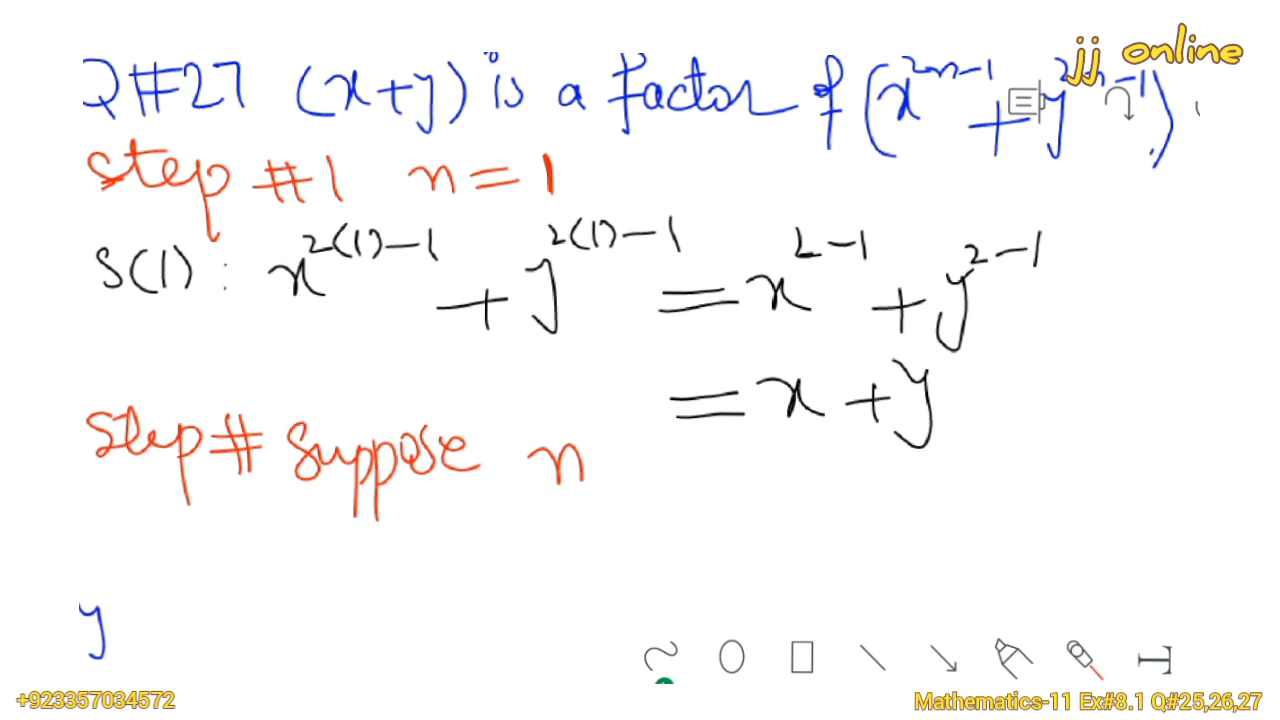 jj online
Q#27 (x+y) is a factor of (x^{2n-1} + y^{2n-1})
Step #1 n=1
S(1): x^{2(1)-1} + y^{2(1)-1} = x^{2-1} + y^{2-1}
= x+y
Step# Suppose n
y
+923357034572
Mathematics-11 Ex#8.1 Q#25,26,27